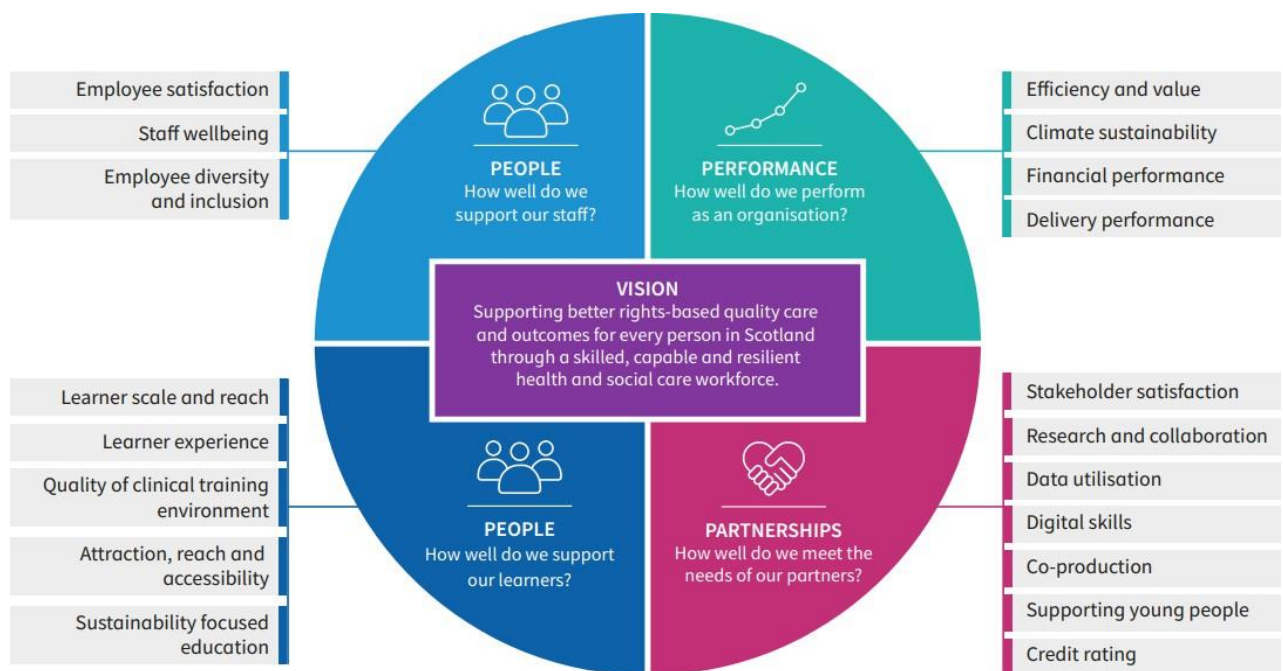 Employee satisfaction
Staff wellbeing
Employee diversity
and inclusion
PEOPLE
How well do we
support our staff?
PERFORMANCE
How well do we perform
as an organisation?
Efficiency and value
Climate sustainability
Financial performance
Delivery performance
VISION
Supporting better rights-based quality care
and outcomes for every person in Scotland
through a skilled, capable and resilient
health and social care workforce.
Learner scale and reach
Learner experience
Quality of clinical training
environment
Attraction, reach and
accessibility
Sustainability focused
education
PEOPLE
How well do we support
our learners?
PARTNERSHIPS
How well do we meet the
needs of our partners?
Stakeholder satisfaction
Research and collaboration
Data utilisation
Digital skills
Co-production
Supporting young people
Credit rating